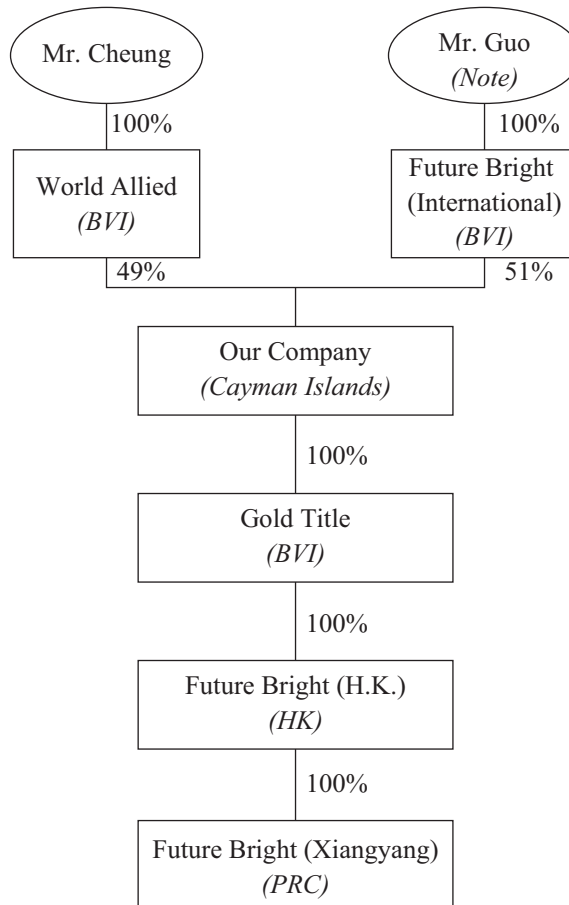 Mr. Cheung
Mr. Guo
(Note)
100%
100%
World Allied
(BVI)
Future Bright
(International)
(BVI)
49%
51%
Our Company
(Cayman Islands)
100%
Gold Title
(BVI)
100%
Future Bright (H.K.)
(HK)
100%
Future Bright (Xiangyang)
(PRC)